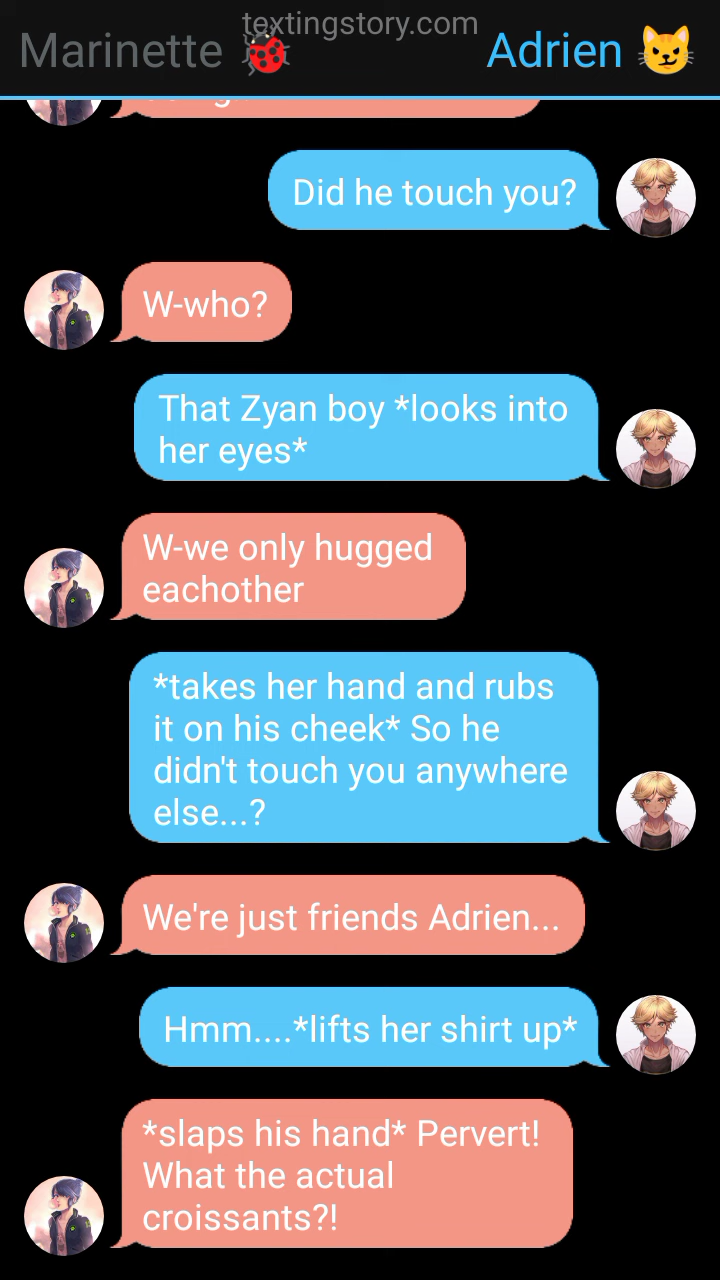 textingstory.com
Marinette 🐞
Adrien 😼
Did he touch you?
W-who?
That Zyan boy *looks into
her eyes*
W-we only hugged
eachother
*takes her hand and rubs
it on his cheek* So he
didn't touch you anywhere
else...?
We're just friends Adrien...
Hmm....*lifts her shirt up*
*slaps his hand* Pervert!
What the actual
croissants?!